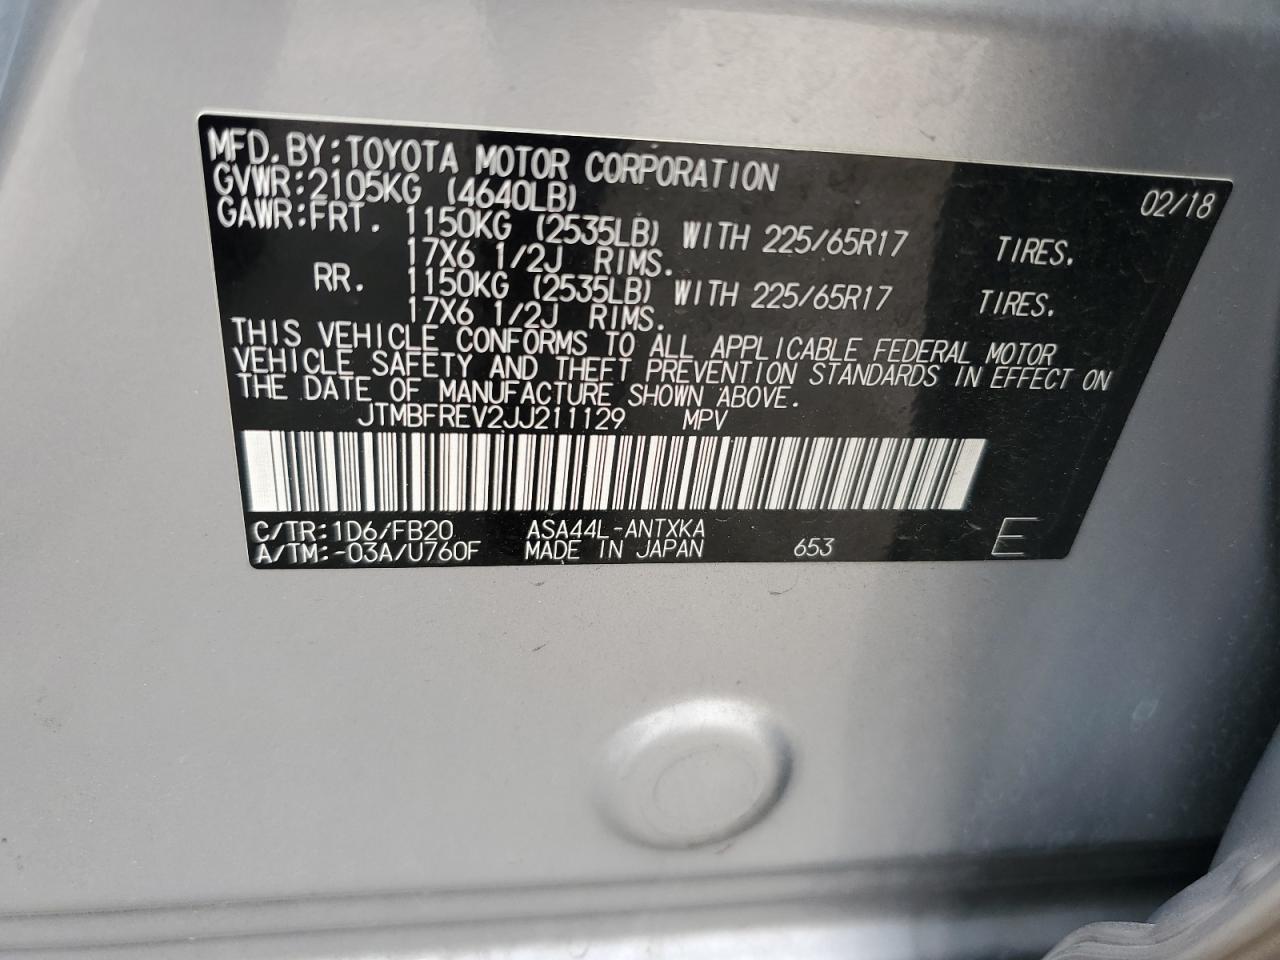 MFD.BY:TOYOTA MOTOR CORPORATION 02/18
GVWR:2105KG (4640LB)
GAWR:FRT. 1150KG (2535LB) WITH 225/65R17 TIRES.
17X6 1/2J RIMS.
RR. 1150KG (2535LB) WITH 225/65R17 TIRES.
17X6 1/2J RIMS.
THIS VEHICLE CONFORMS TO ALL APPLICABLE FEDERAL MOTOR
VEHICLE SAFETY AND THEFT PREVENTION STANDARDS IN EFFECT ON
THE DATE OF MANUFACTURE SHOWN ABOVE.
JTMBFREV2JJ211129 MPV
C/TR:1D6/FB20 ASA44L-ANTXKA
A/TM:-03A/U760F MADE IN JAPAN 653 E